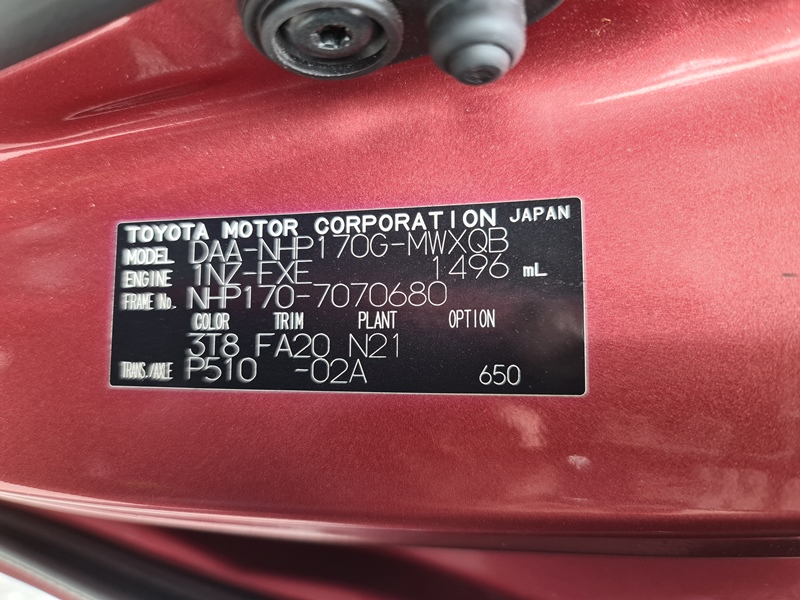 TOYOTA MOTOR CORPORATION JAPAN
MODEL DAA-NHP170G-MWXQB
ENGINE 1NZ-FXE 1496 mL
FRAME No. NHP170-7070680
COLOR TRIM PLANT OPTION
3T8 FA20 N21
TRANS./AXLE P510 -02A 650